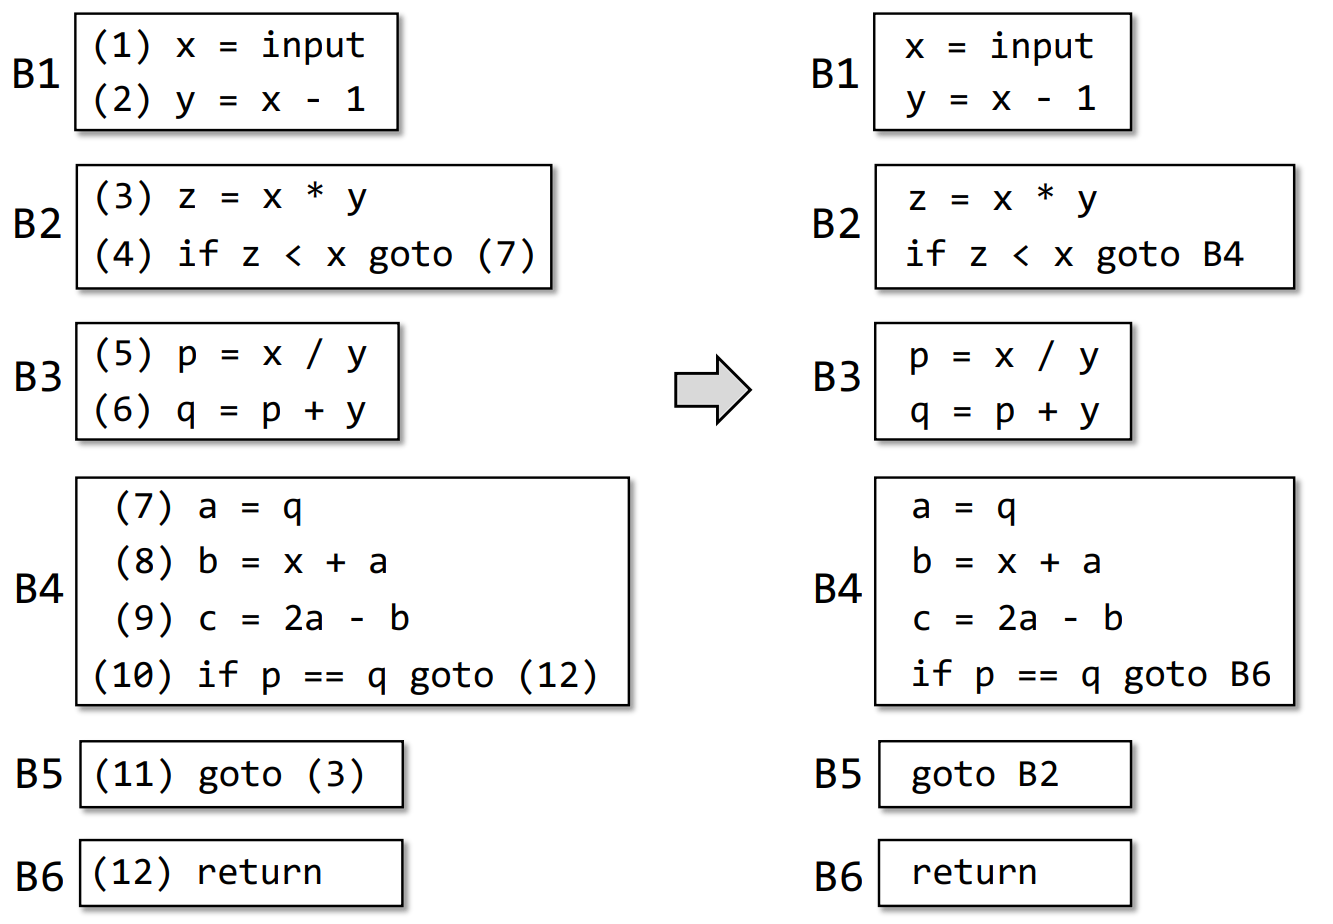 B1
(1) x = input
(2) y = x - 1
B2
(3) z = x * y
(4) if z < x goto (7)
B3
(5) p = x / y
(6) q = p + y
B4
(7) a = q
(8) b = x + a
(9) c = 2a - b
(10) if p == q goto (12)
B5
(11) goto (3)
B6
(12) return
B1
x = input
y = x - 1
B2
z = x * y
if z < x goto B4
B3
p = x / y
q = p + y
B4
a = q
b = x + a
c = 2a - b
if p == q goto B6
B5
goto B2
B6
return